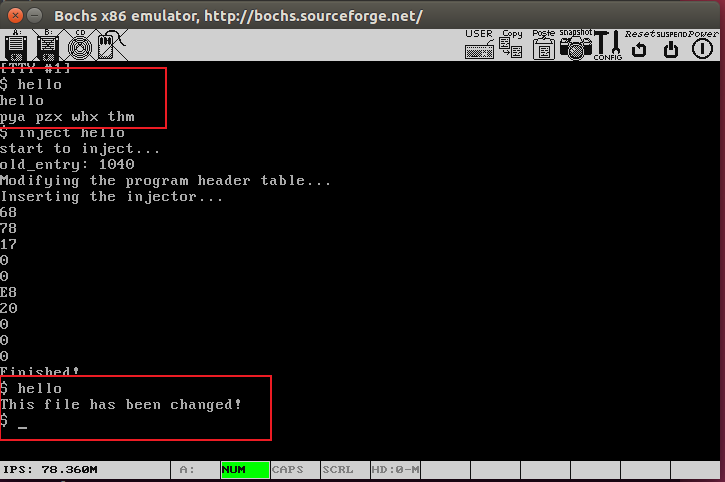 Bochs x86 emulator, http://bochs.sourceforge.net/
A: B: CD USER Copy Paste snapshot CONFIG Reset SUSPEND Power
[TTY #1]
$ hello
hello
pya pzx whx thm
$ inject hello
start to inject...
old_entry: 1040
Modifying the program header table...
Inserting the injector...
68
78
17
0
0
E8
20
0
0
0
Finished!
$ hello
This file has been changed!
$ _
IPS: 78.360M A: NUM CAPS SCRL HD:0-M